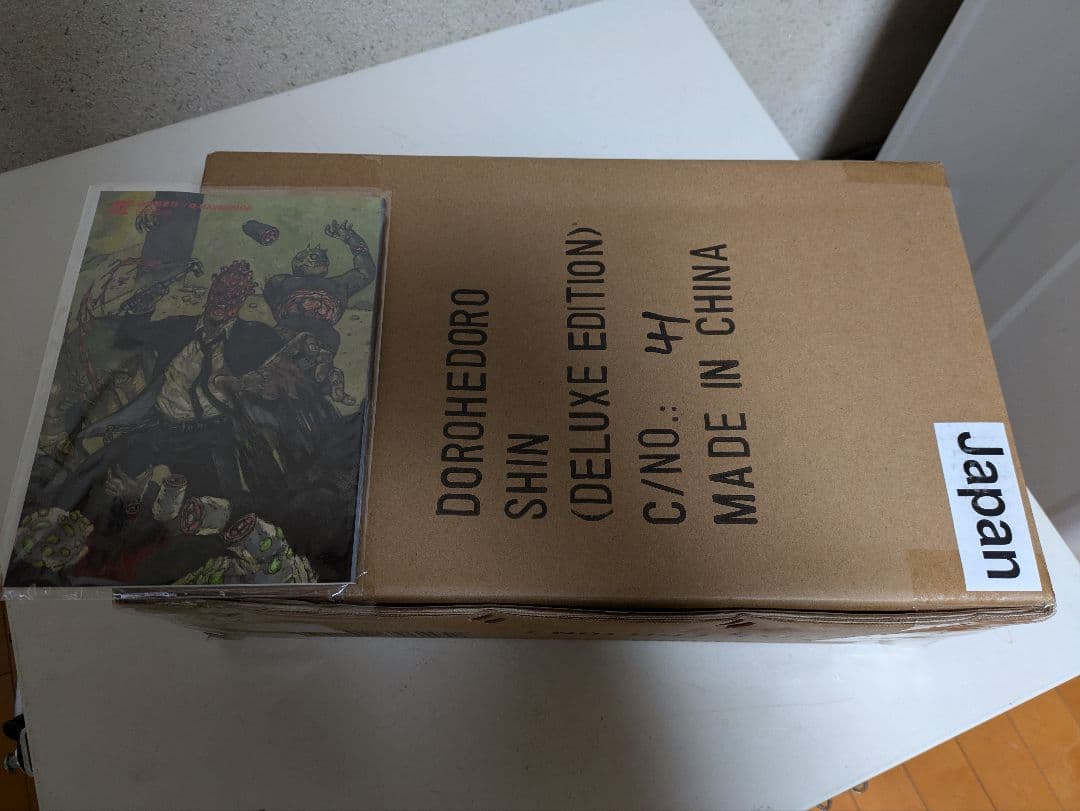 DOROHEDORO
SHIN
(DELUXE EDITION)
C/NO.: 41
MADE IN CHINA
Japan